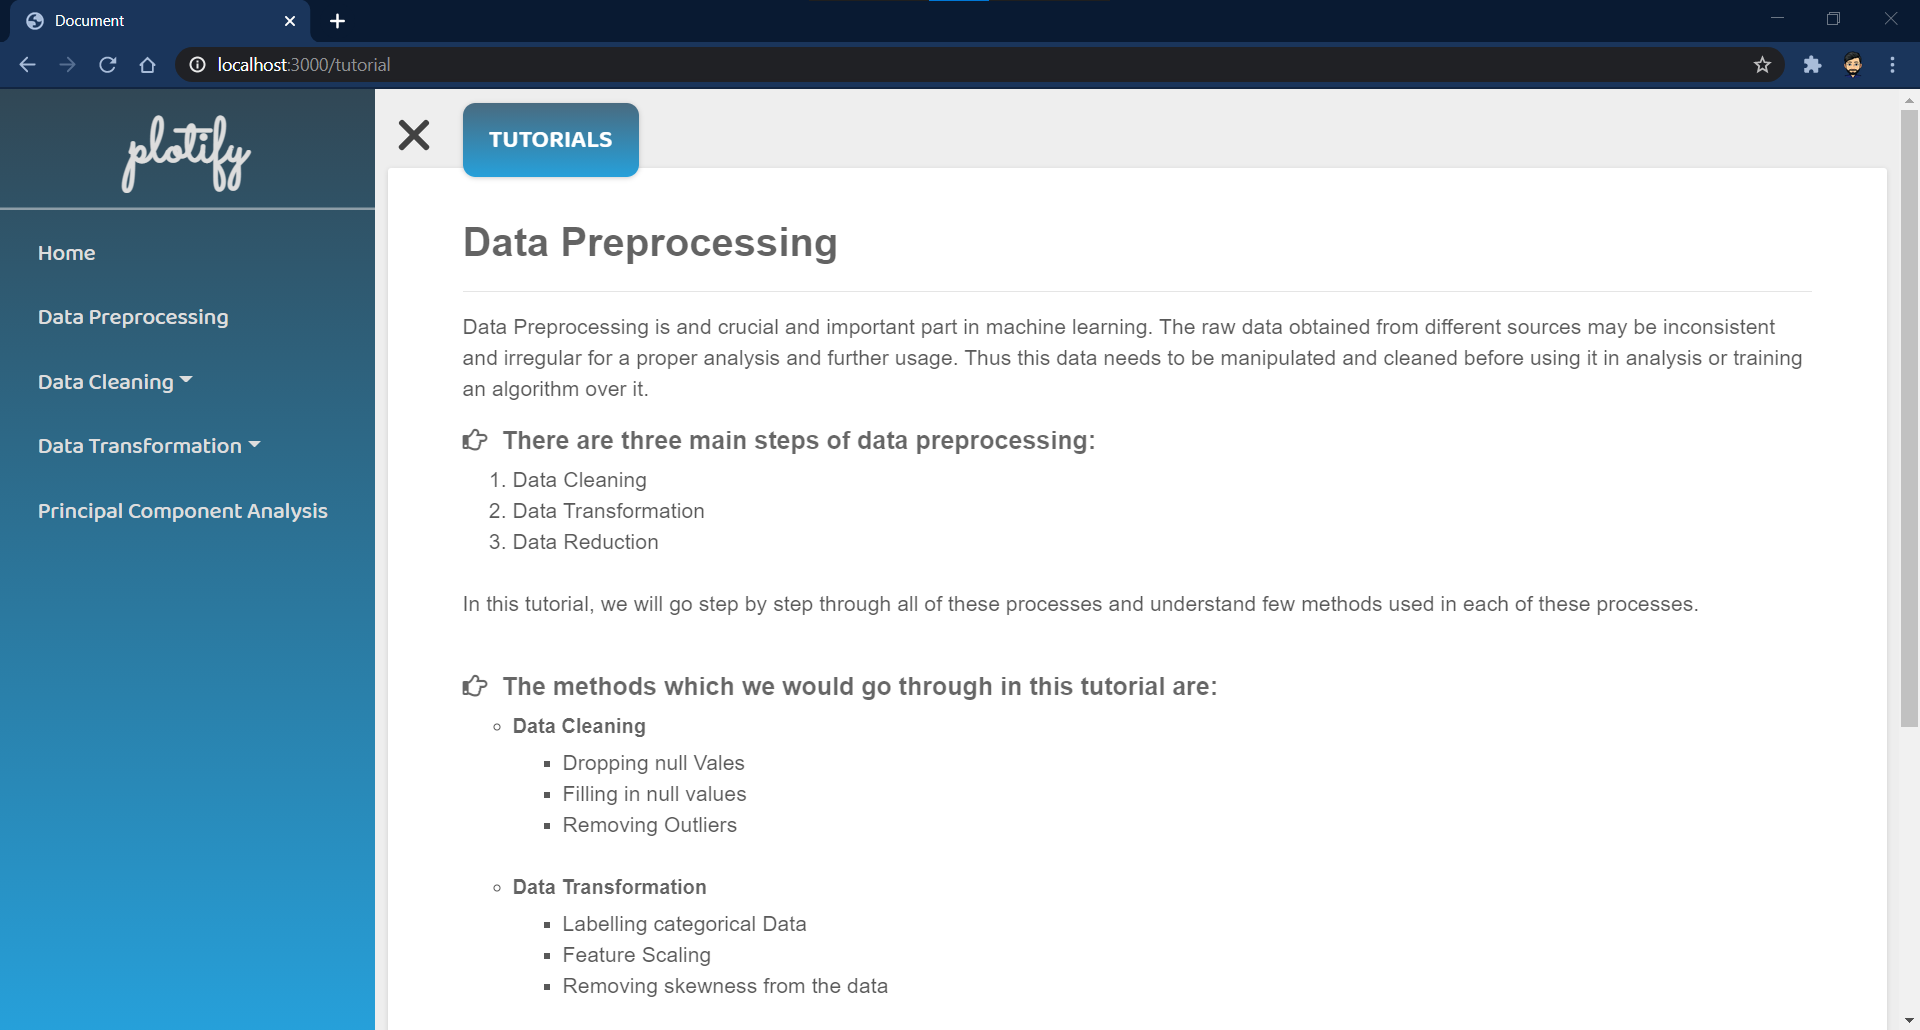 Document
localhost:3000/tutorial
plotify
TUTORIALS
Home
Data Preprocessing
Data Cleaning
Data Transformation
Principal Component Analysis
Data Preprocessing
Data Preprocessing is and crucial and important part in machine learning. The raw data obtained from different sources may be inconsistent
and irregular for a proper analysis and further usage. Thus this data needs to be manipulated and cleaned before using it in analysis or training
an algorithm over it.
There are three main steps of data preprocessing:
1. Data Cleaning
2. Data Transformation
3. Data Reduction
In this tutorial, we will go step by step through all of these processes and understand few methods used in each of these processes.
The methods which we would go through in this tutorial are:
Data Cleaning
Dropping null Vales
Filling in null values
Removing Outliers
Data Transformation
Labelling categorical Data
Feature Scaling
Removing skewness from the data